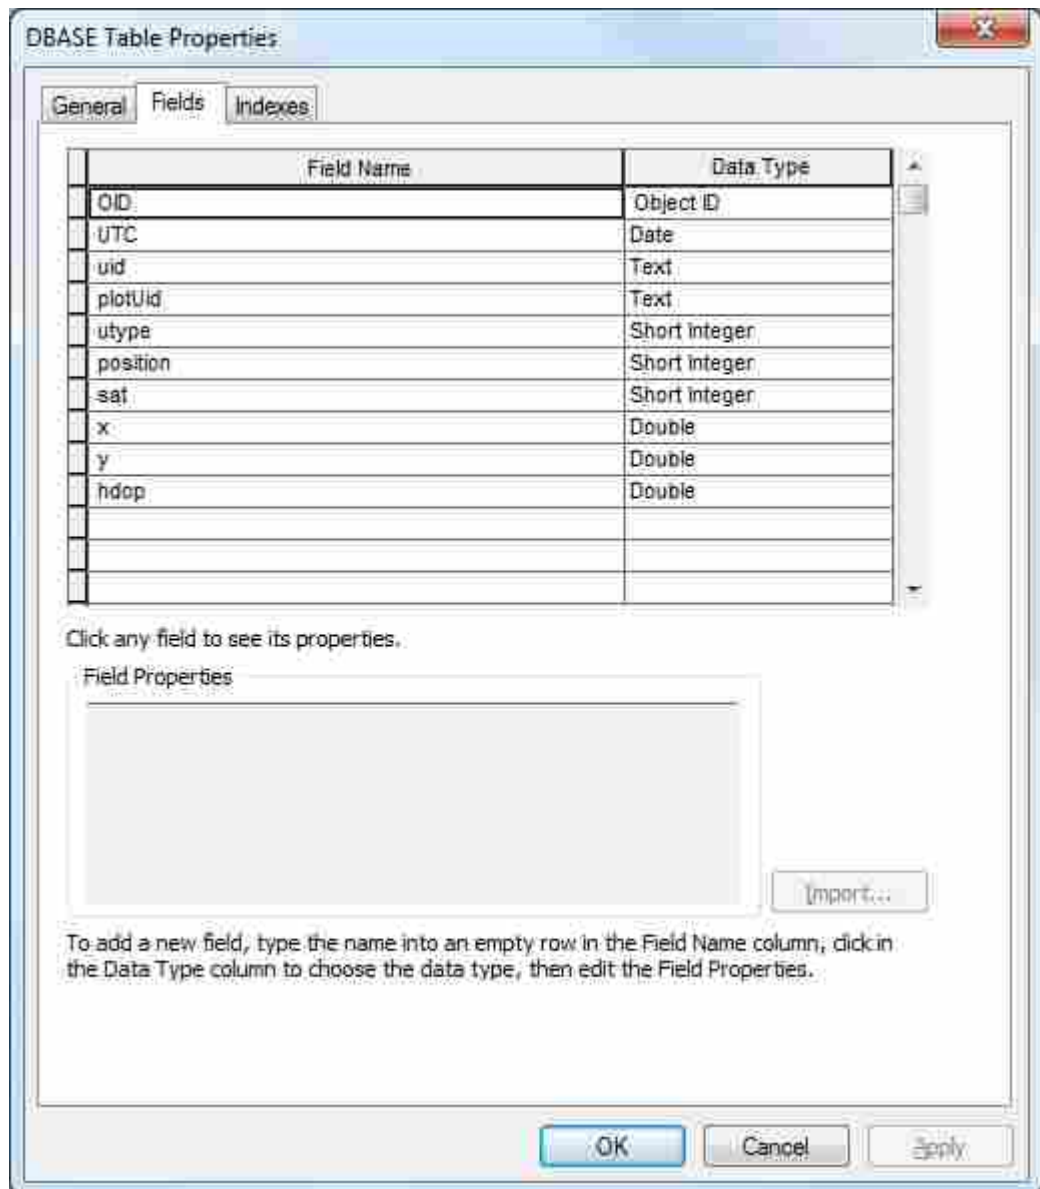 DBASE Table Properties
General Fields Indexes
Field Name Data Type
OID Object ID
UTC Date
uid Text
plotUid Text
utype Short Integer
position Short Integer
sat Short Integer
x Double
y Double
hdop Double
Click any field to see its properties.
Field Properties
Import...
To add a new field, type the name into an empty row in the Field Name column, click in
the Data Type column to choose the data type, then edit the Field Properties.
OK Cancel Apply